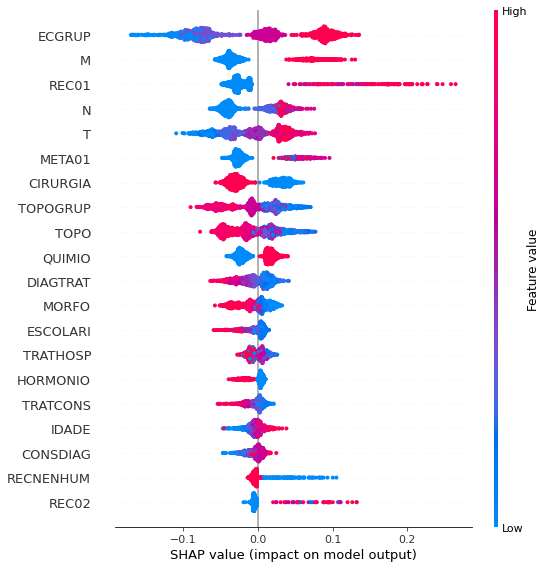 High
ECGRUP
M
REC01
N
T
META01
CIRURGIA
TOPOGRUP
TOPO
QUIMIO
DIAGTRAT
MORFO
ESCOLARI
TRATHOSP
HORMONIO
TRATCONS
IDADE
CONSDIAG
RECNENHUM
REC02
Feature value
Low
−0.1 0.0 0.1 0.2
SHAP value (impact on model output)